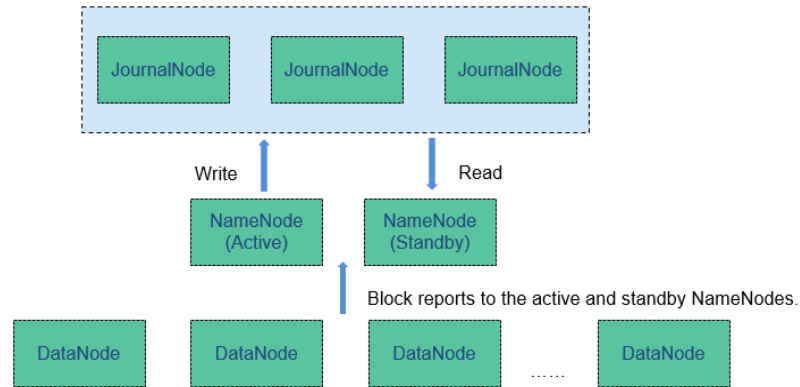 JournalNode
JournalNode
JournalNode
Write
Read
NameNode
(Active)
NameNode
(Standby)
Block reports to the active and standby NameNodes.
DataNode
DataNode
DataNode
......
DataNode